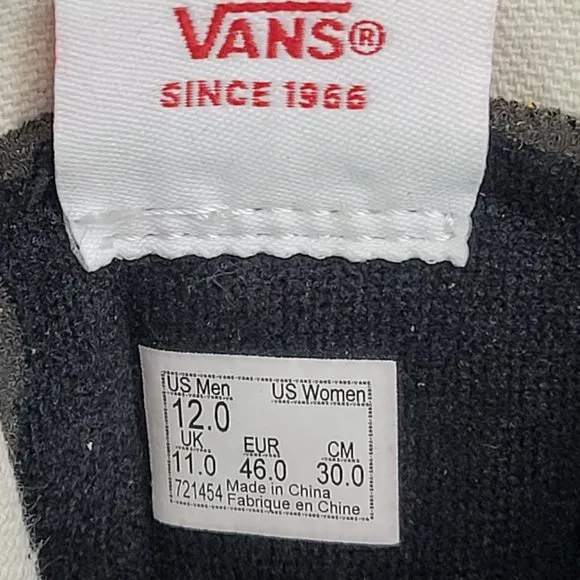 VANS®
SINCE 1966
US Men US Women
12.0
UK EUR CM
11.0 46.0 30.0
721454 Made in China
Fabrique en Chine